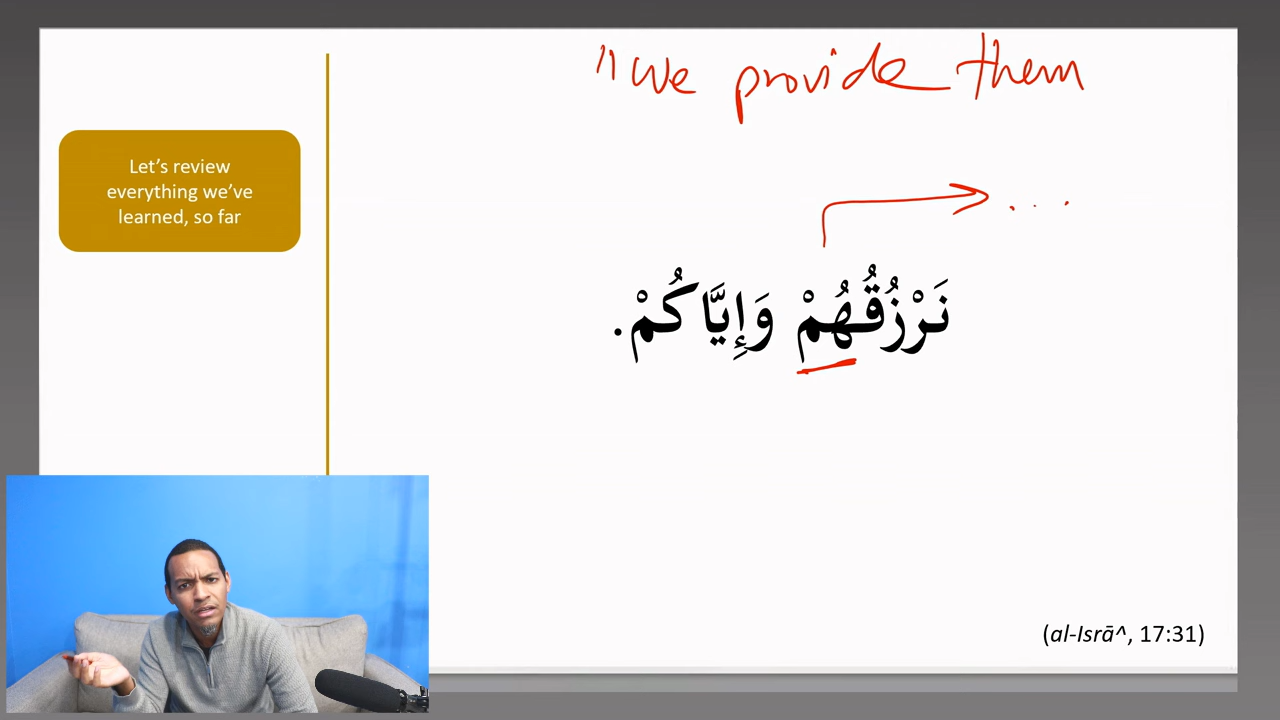 "We provide them
Let's review
everything we've
learned, so far
...
نَرْزُقُهُمْ وَإِيَّاكُمْ.
(al-Isrā^, 17:31)